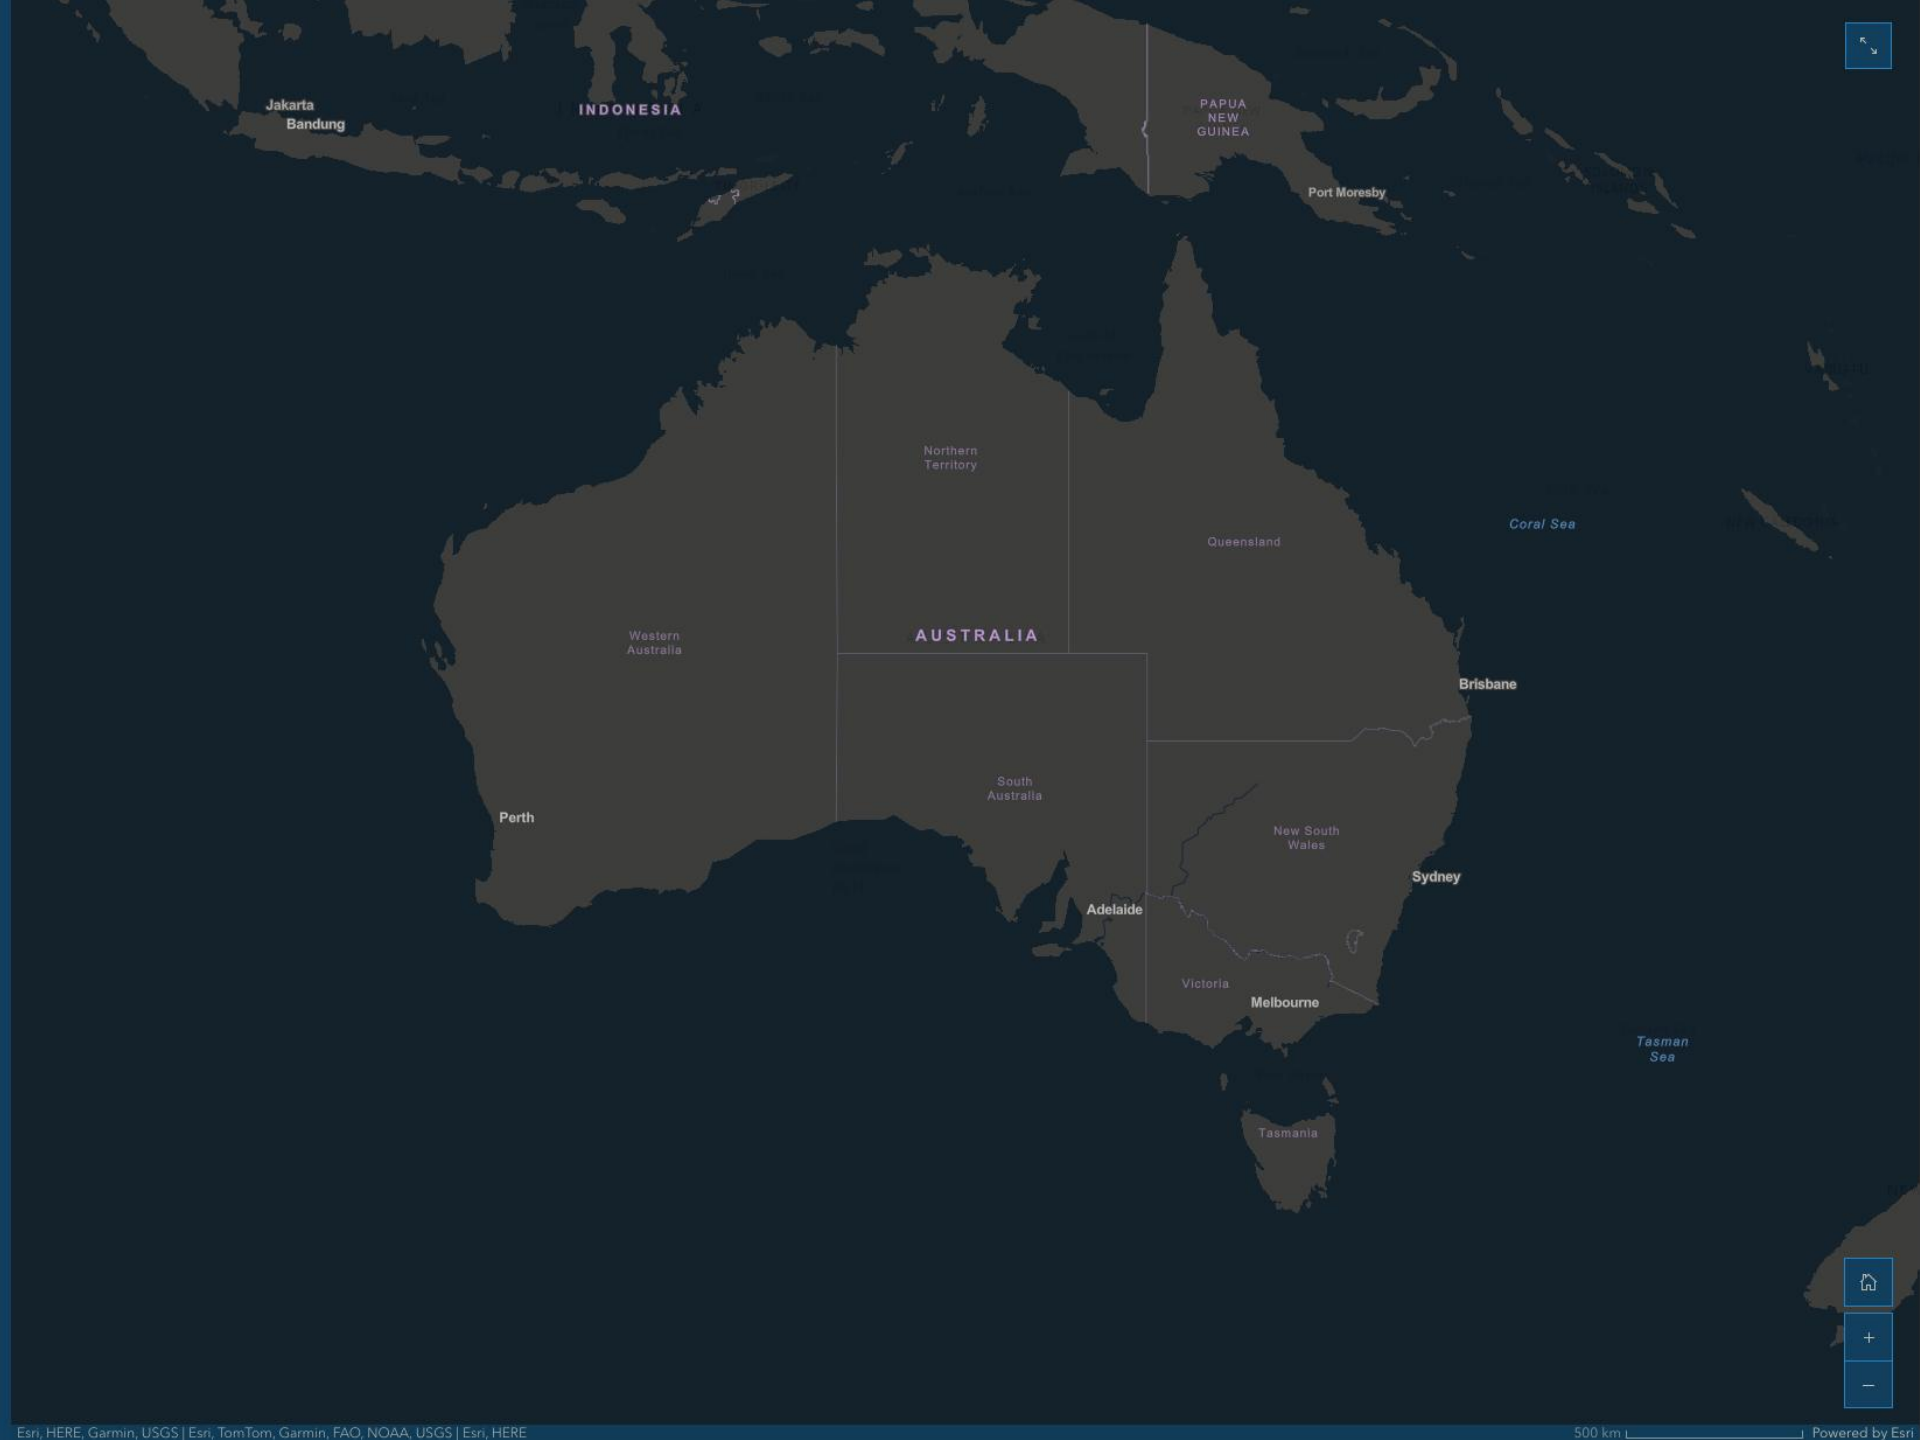 Jakarta
Bandung
INDONESIA
PAPUA
NEW
GUINEA
Port Moresby
Northern
Territory
Coral Sea
Queensland
Western
Australia
AUSTRALIA
Brisbane
South
Australia
Perth
New South
Wales
Sydney
Adelaide
Victoria
Melbourne
Tasman
Sea
Tasmania
+
−
Esri, HERE, Garmin, USGS | Esri, TomTom, Garmin, FAO, NOAA, USGS | Esri, HERE
500 km
Powered by Esri